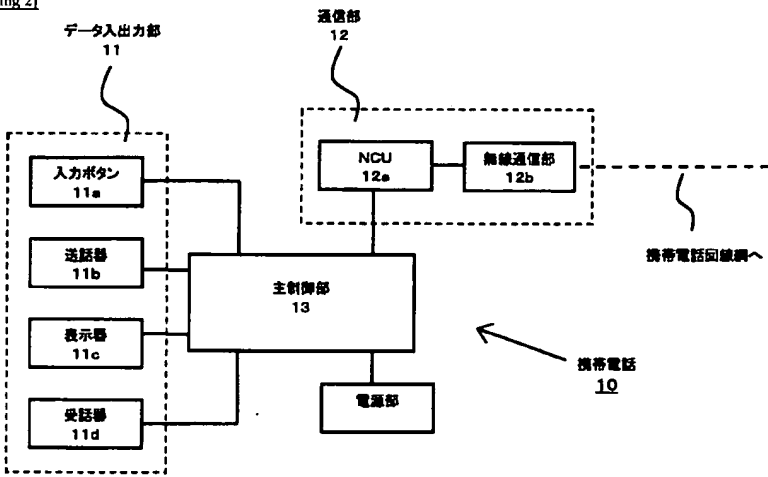 ing 2]
データ入出力部
11
通信部
12
入力ボタン
11a
送話器
11b
表示器
11c
受話器
11d
NCU
12a
無線通信部
12b
携帯電話回線網へ
主制御部
13
電源部
携帯電話
10